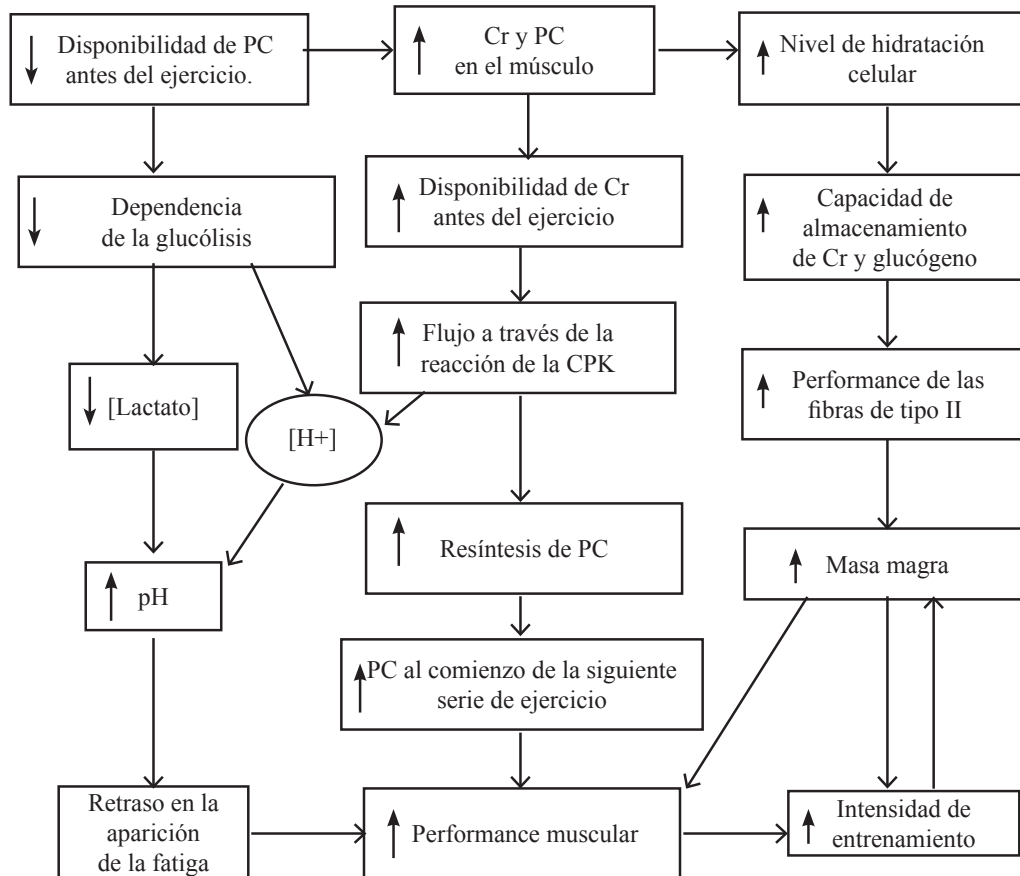 Disponibilidad de PC
antes del ejercicio.
Cr y PC
en el músculo
Nivel de hidratación
celular
Dependencia
de la glucólisis
Disponibilidad de Cr
antes del ejercicio
Capacidad de
almacenamiento
de Cr y glucógeno
Flujo a través de la
reacción de la CPK
Performance de las
fibras de tipo II
[Lactato]
[H+]
Resíntesis de PC
Masa magra
pH
PC al comienzo de la siguiente
serie de ejercicio
Retraso en la
aparición
de la fatiga
Performance muscular
Intensidad de
entrenamiento